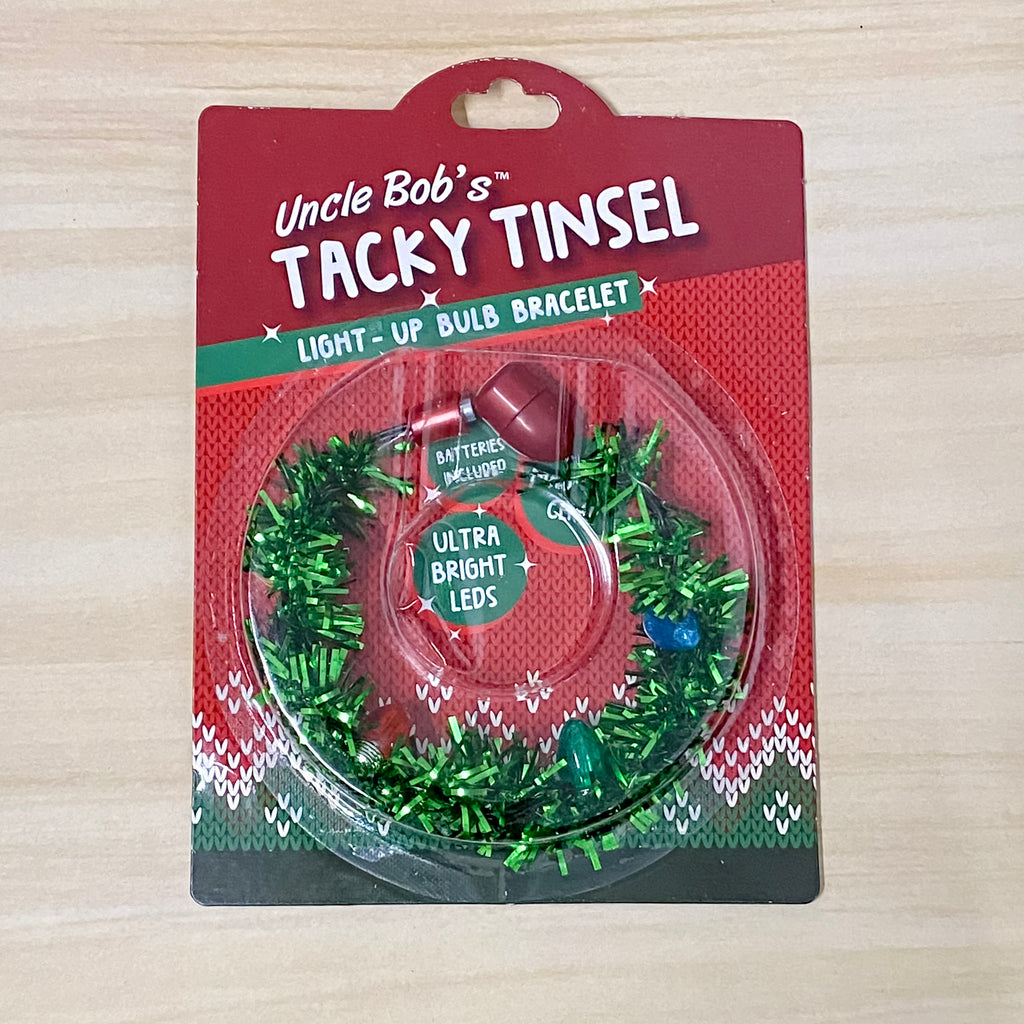 Uncle Bob's™
TACKY TINSEL
LIGHT-UP BULB BRACELET
BATTERIES
INCLUDED
ULTRA
BRIGHT
LEDS